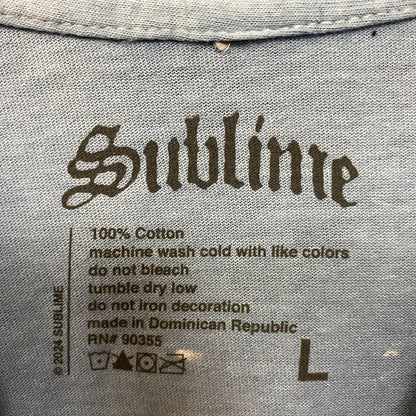 Sublime
100% Cotton
machine wash cold with like colors
do not bleach
tumble dry low
do not iron decoration
made in Dominican Republic
RN# 90355
L
© 2024 SUBLIME